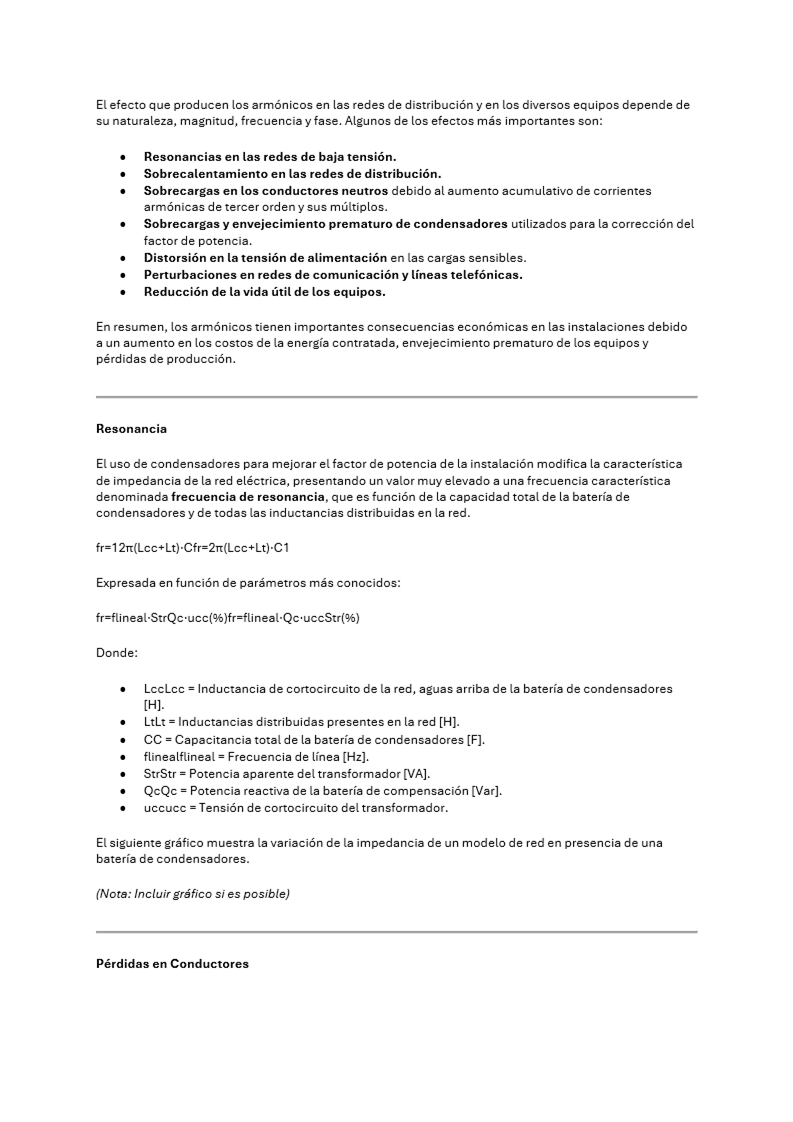 El efecto que producen los armónicos en las redes de distribución y en los diversos equipos depende de
su naturaleza, magnitud, frecuencia y fase. Algunos de los efectos más importantes son:
• Resonancias en las redes de baja tensión.
• Sobrecalentamiento en las redes de distribución.
• Sobrecargas en los conductores neutros debido al aumento acumulativo de corrientes
armónicas de tercer orden y sus múltiplos.
• Sobrecargas y envejecimiento prematuro de condensadores utilizados para la corrección del
factor de potencia.
• Distorsión en la tensión de alimentación en las cargas sensibles.
• Perturbaciones en redes de comunicación y líneas telefónicas.
• Reducción de la vida útil de los equipos.
En resumen, los armónicos tienen importantes consecuencias económicas en las instalaciones debido
a un aumento en los costos de la energía contratada, envejecimiento prematuro de los equipos y
pérdidas de producción.
Resonancia
El uso de condensadores para mejorar el factor de potencia de la instalación modifica la característica
de impedancia de la red eléctrica, presentando un valor muy elevado a una frecuencia característica
denominada frecuencia de resonancia, que es función de la capacidad total de la batería de
condensadores y de todas las inductancias distribuidas en la red.
fr=12π(Lcc+Lt)·Cfr=2π(Lcc+Lt)·C1
Expresada en función de parámetros más conocidos:
fr=flineal·StrQc·ucc(%)fr=flineal·Qc·uccStr(%)
Donde:
• LccLcc = Inductancia de cortocircuito de la red, aguas arriba de la batería de condensadores
[H].
• LtLt = Inductancias distribuidas presentes en la red [H].
• CC = Capacitancia total de la batería de condensadores [F].
• flinealflineal = Frecuencia de línea [Hz].
• StrStr = Potencia aparente del transformador [VA].
• QcQc = Potencia reactiva de la batería de compensación [Var].
• uccucc = Tensión de cortocircuito del transformador.
El siguiente gráfico muestra la variación de la impedancia de un modelo de red en presencia de una
batería de condensadores.
(Nota: Incluir gráfico si es posible)
Pérdidas en Conductores